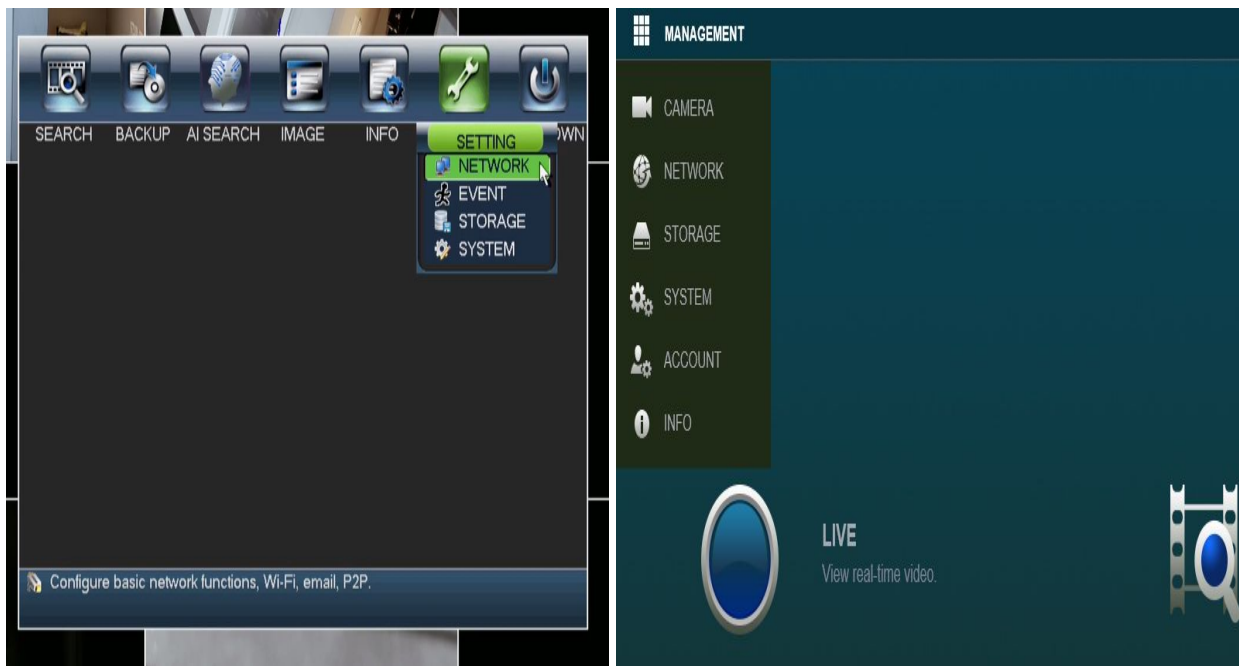 SEARCH BACKUP AI SEARCH IMAGE INFO SETTING WN
NETWORK
EVENT
STORAGE
SYSTEM
Configure basic network functions, Wi-Fi, email, P2P.
MANAGEMENT
CAMERA
NETWORK
STORAGE
SYSTEM
ACCOUNT
INFO
LIVE
View real-time video.